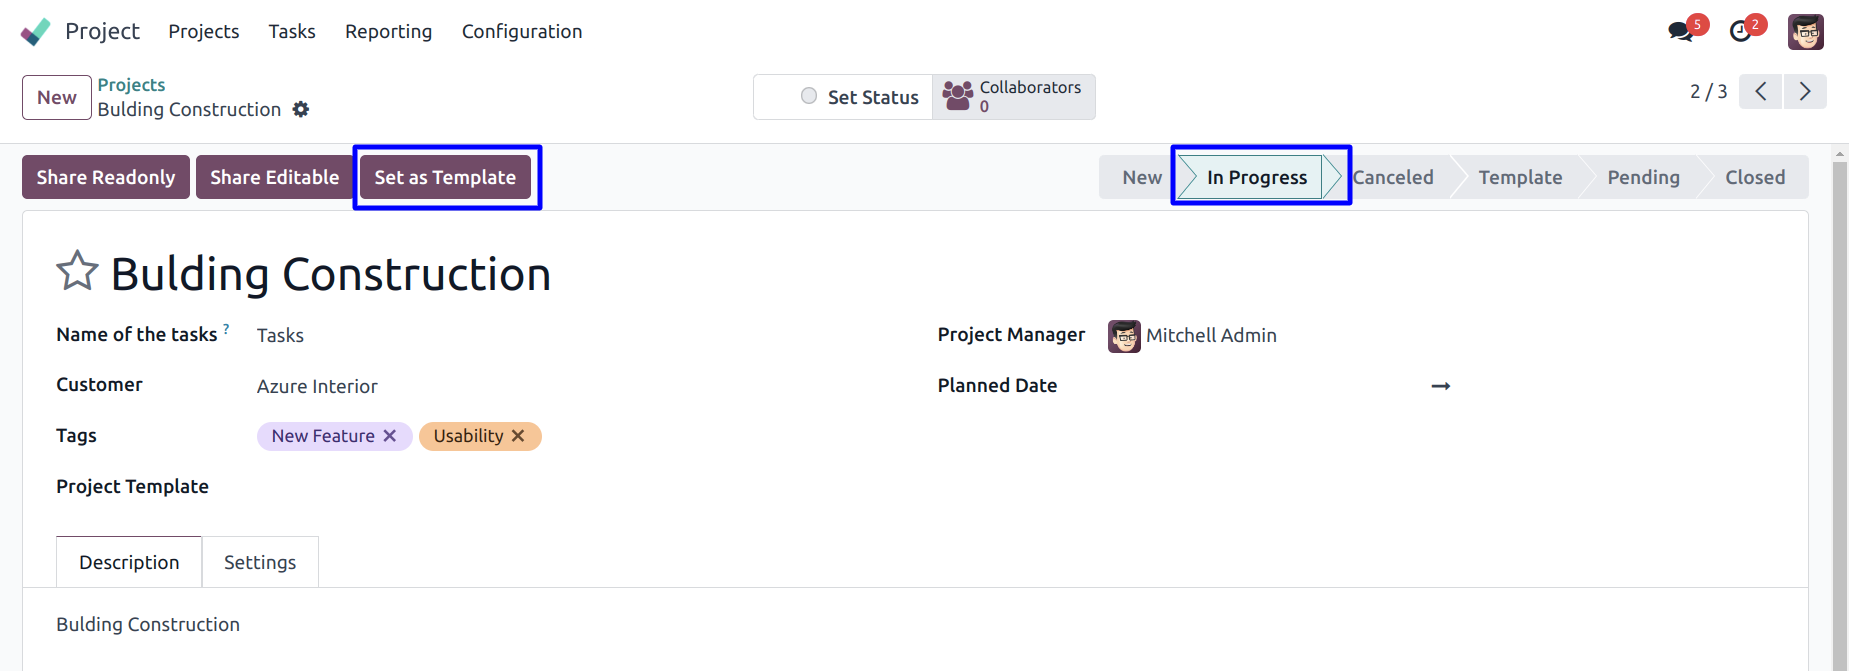 Project Projects Tasks Reporting Configuration 5 2
New Projects
Bulding Construction
Set Status Collaborators
0
2 / 3
Share Readonly Share Editable Set as Template New In Progress Canceled Template Pending Closed
Bulding Construction
Name of the tasks ? Tasks Project Manager Mitchell Admin
Customer Azure Interior Planned Date →
Tags New Feature ✕ Usability ✕
Project Template
Description Settings
Bulding Construction